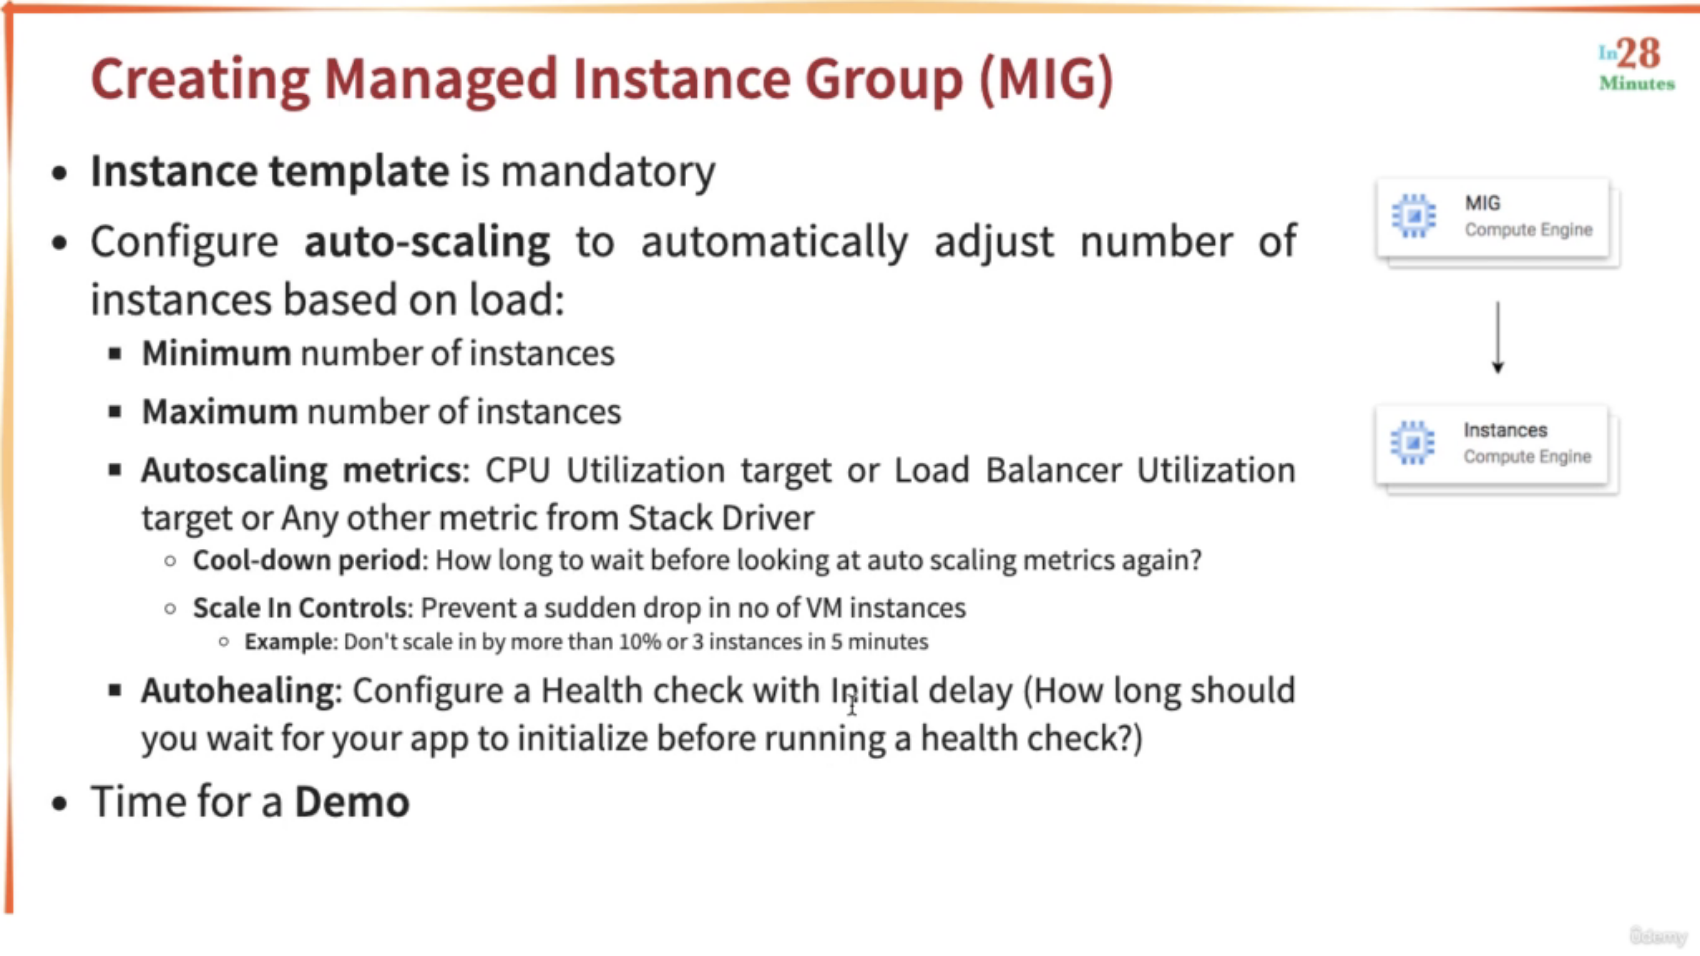 Creating Managed Instance Group (MIG)
In28
Minutes
• Instance template is mandatory
• Configure auto-scaling to automatically adjust number of
instances based on load:
▪ Minimum number of instances
▪ Maximum number of instances
▪ Autoscaling metrics: CPU Utilization target or Load Balancer Utilization
target or Any other metric from Stack Driver
◦ Cool-down period: How long to wait before looking at auto scaling metrics again?
◦ Scale In Controls: Prevent a sudden drop in no of VM instances
◦ Example: Don't scale in by more than 10% or 3 instances in 5 minutes
▪ Autohealing: Configure a Health check with Initial delay (How long should
you wait for your app to initialize before running a health check?)
• Time for a Demo
MIG
Compute Engine
Instances
Compute Engine
ûdemy